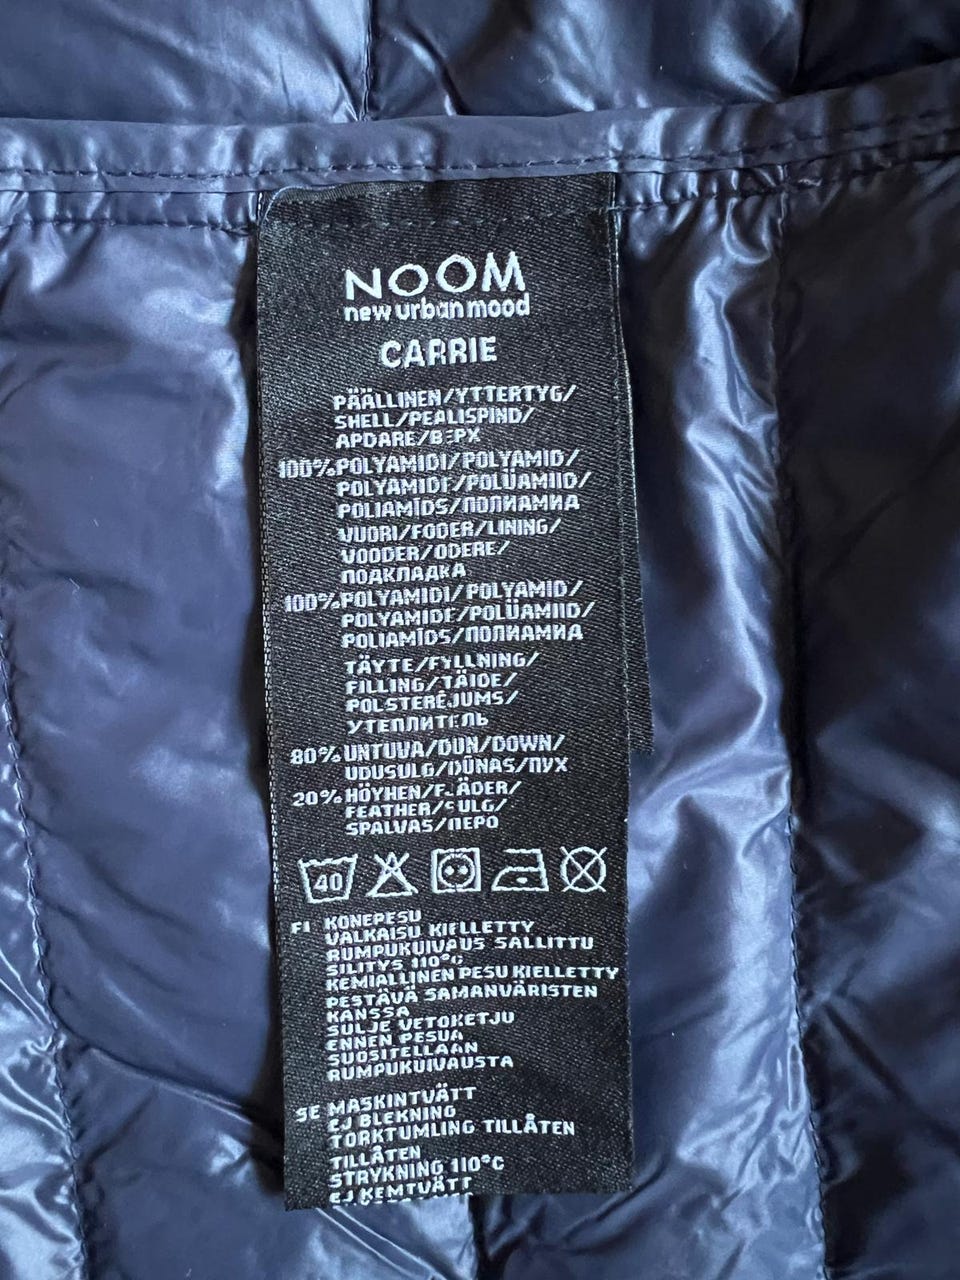 NOOM
new urban mood
CARRIE
PÄÄLLINEN/YTTERTYG/
SHELL/PEALISPIND/
APDARE/ВЕРХ
100% POLYAMIDI/POLYAMID/
POLYAMIDE/POLÜAMIID/
POLIAMĪDS/ПОЛИАМИД
VUORI/FODER/LINING/
VOODER/ODERE/
ПОДКЛАДКА
100% POLYAMIDI/POLYAMID/
POLYAMIDE/POLÜAMIID/
POLIAMĪDS/ПОЛИАМИД
TÄYTE/FYLLNING/
FILLING/TÄIDE/
POLSTERĒJUMS/
УТЕПЛИТЕЛЬ
80% UNTUVA/DUN/DOWN/
UDUSULG/DŪNAS/ПУХ
20% HÖYHEN/FJÄDER/
FEATHER/SULG/
SPALVAS/ПЕРО
40
FI KONEPESU
VALKAISU KIELLETTY
RUMPUKUIVAUS SALLITTU
SILITYS 110°C
KEMIALLINEN PESU KIELLETTY
PESTÄVÄ SAMANVÄRISTEN
KANSSA
SULJE VETOKETJU
ENNEN PESUA
SUOSITELLAAN
RUMPUKUIVAUSTA
SE MASKINTVÄTT
EJ BLEKNING
TORKTUMLING TILLÅTEN
TILLÅTEN
STRYKNING 110°C
EJ KEMTVÄTT